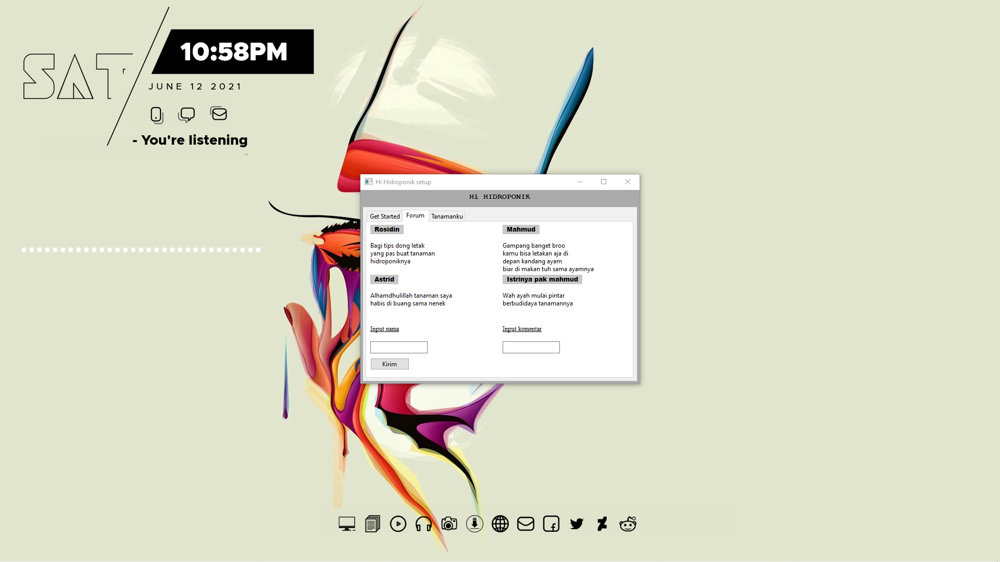 SAT
10:58PM
JUNE 12 2021
- You're listening
-
Hi Hidroponik setup
Hi HIDROPONIK
Get Started
Forum
Tanamanku
Rosidin
Bagi tips dong letak
yang pas buat tanaman
hidroponiknya
Mahmud
Gampang banget broo
kamu bisa letakan aja di
depan kandang ayam
biar di makan tuh sama ayamnya
Astrid
Alhamdhulillah tanaman saya
habis di buang sama nenek
Istrinya pak mahmud
Wah ayah mulai pintar
berbudidaya tanamannya
Input nama
Input komentar
Kirim